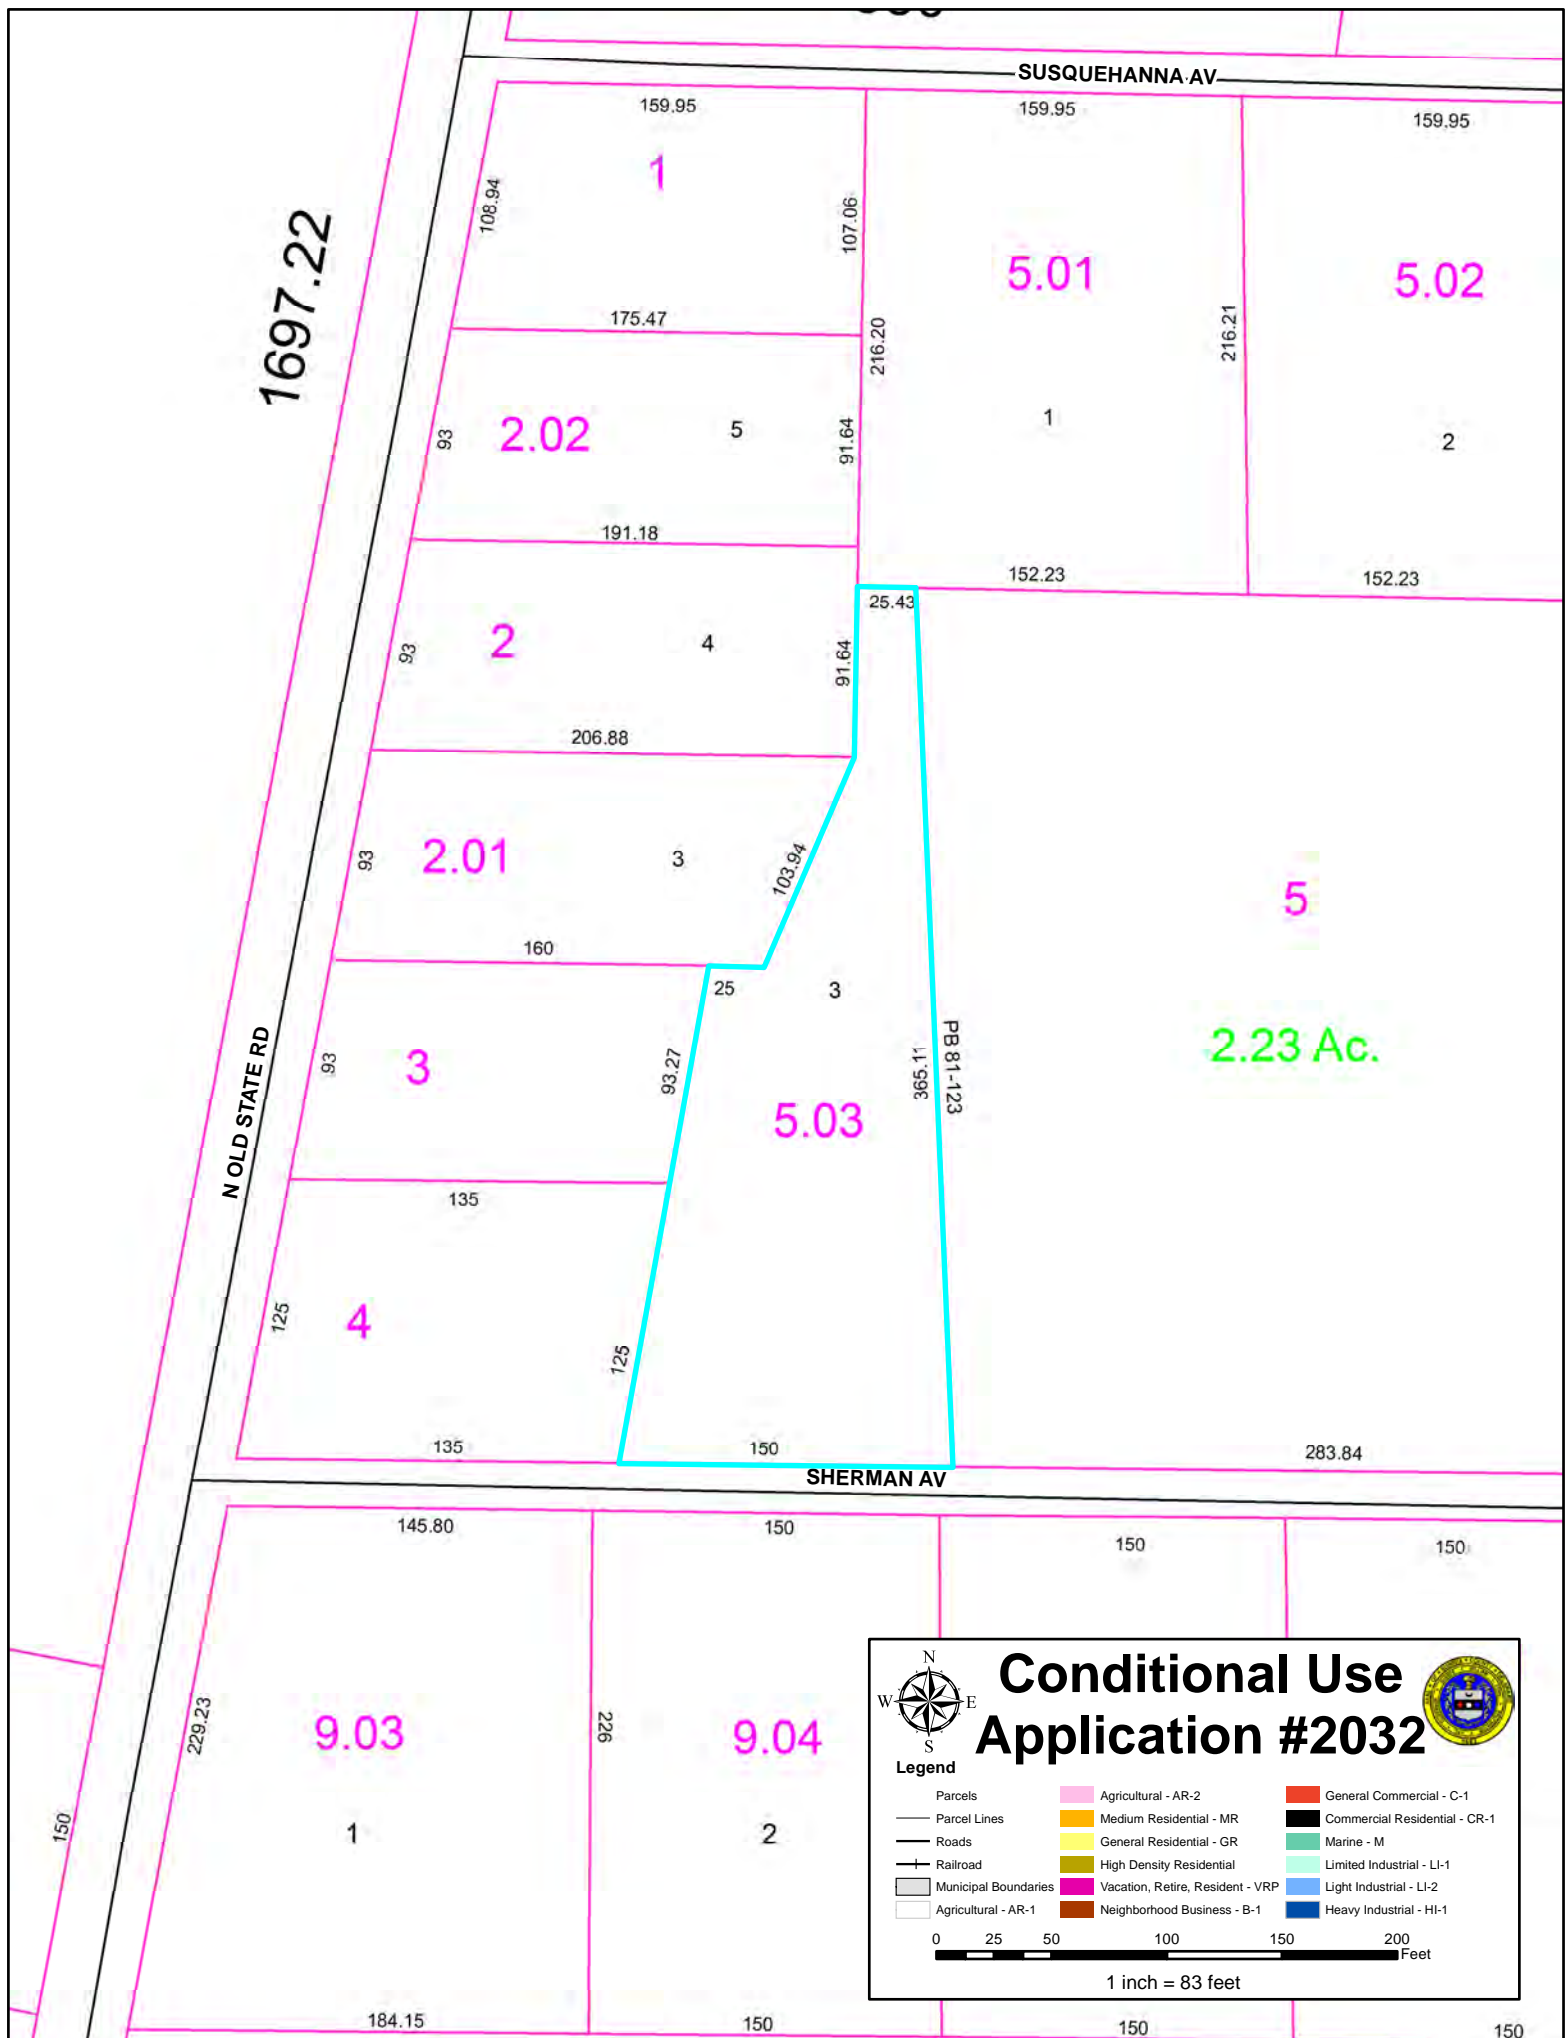 SUSQUEHANNA AV
159.95
159.95
159.95
1
108.94
107.06
1697.22
5.01
5.02
175.47
216.20
216.21
2.02
5
93
91.64
1
2
191.18
152.23
152.23
25.43
2
4
93
91.64
206.88
2.01
3
93
103.94
5
160
25
3
N OLD STATE RD
93
3
93.27
365.11
PB 81-123
2.23 Ac.
5.03
135
125
4
125
135
150
283.84
SHERMAN AV
145.80
150
150
150
229.23
9.03
226
9.04
150
1
2
184.15
150
150
150
N
W E
S
Conditional Use
Application #2032
Legend
Parcels
Parcel Lines
Roads
Railroad
Municipal Boundaries
Agricultural - AR-1
Agricultural - AR-2
Medium Residential - MR
General Residential - GR
High Density Residential
Vacation, Retire, Resident - VRP
Neighborhood Business - B-1
General Commercial - C-1
Commercial Residential - CR-1
Marine - M
Limited Industrial - LI-1
Light Industrial - LI-2
Heavy Industrial - HI-1
0 25 50 100 150 200
Feet
1 inch = 83 feet